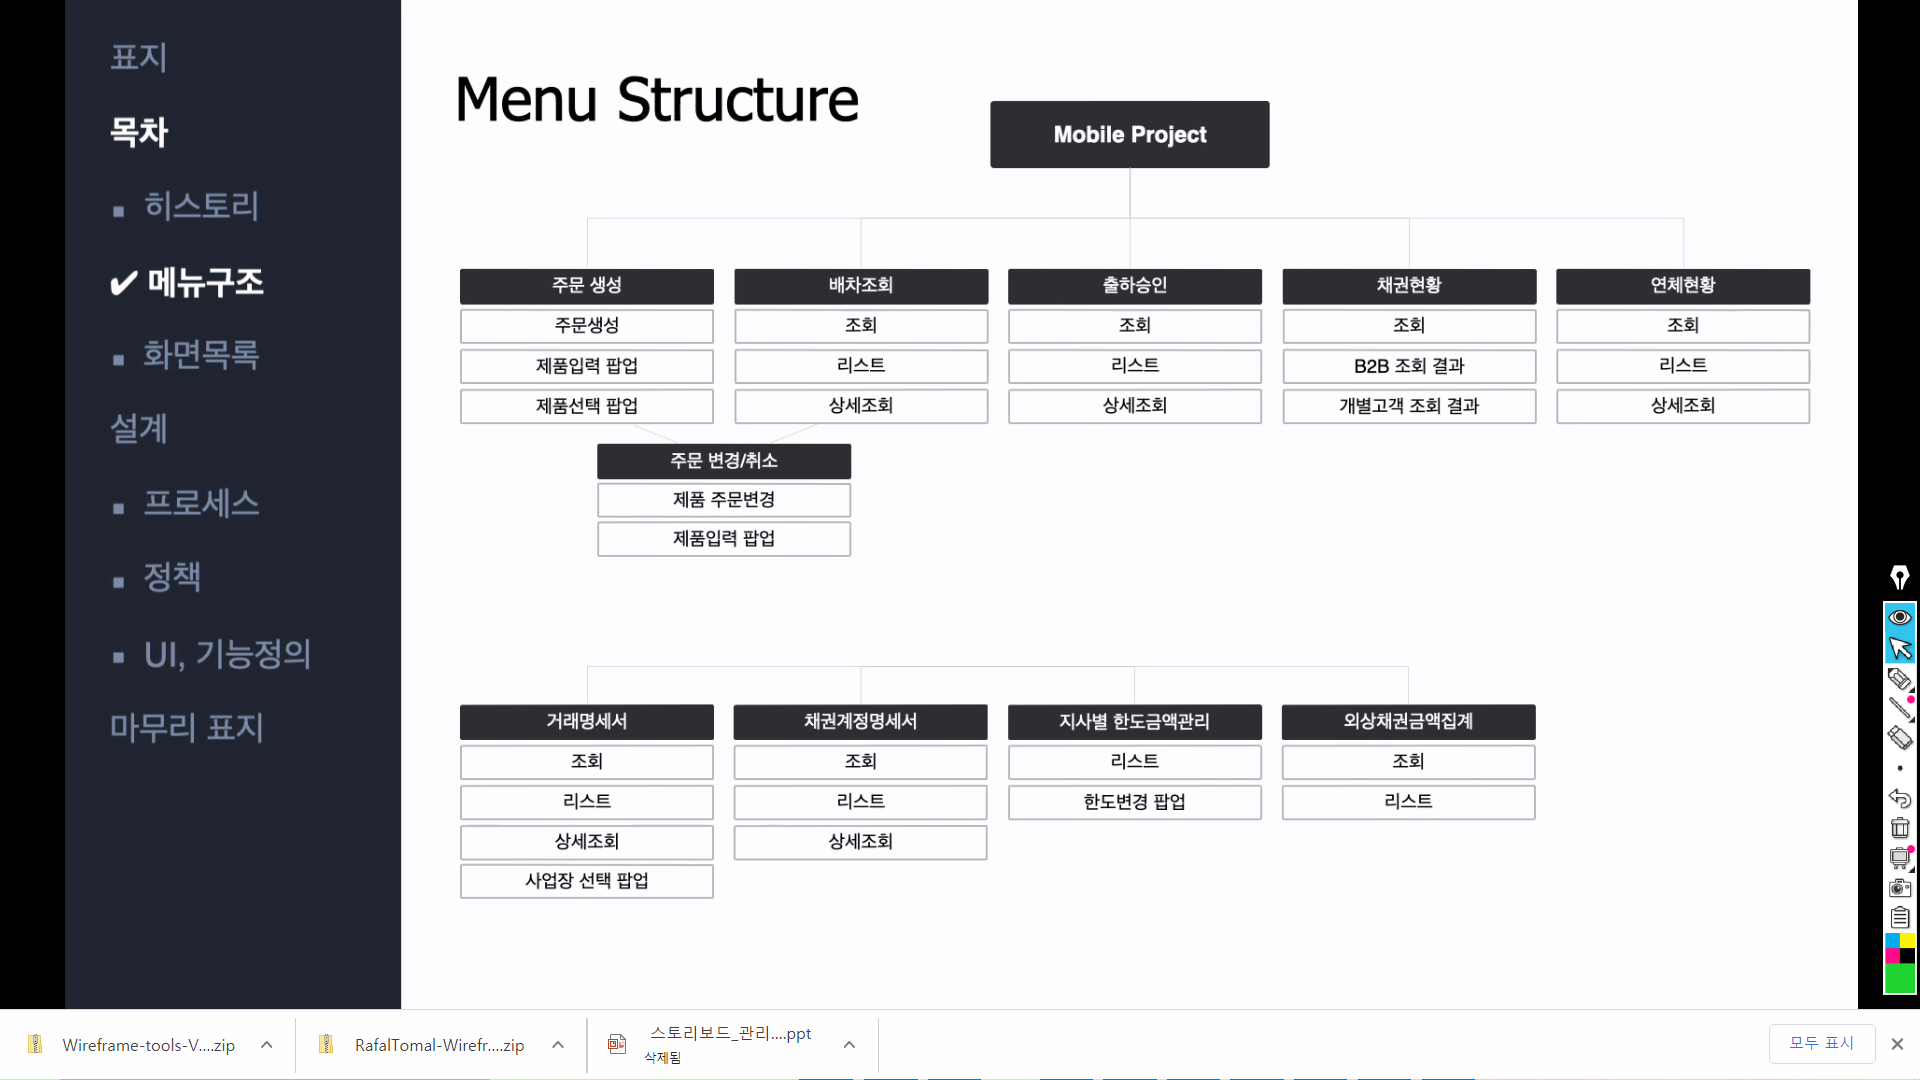 표지
목차
▪ 히스토리
✔ 메뉴구조
▪ 화면목록
설계
▪ 프로세스
▪ 정책
▪ UI, 기능정의
마무리 표지
Menu Structure
Mobile Project
주문 생성
주문생성
제품입력 팝업
제품선택 팝업
배차조회
조회
리스트
상세조회
출하승인
조회
리스트
상세조회
채권현황
조회
B2B 조회 결과
개별고객 조회 결과
연체현황
조회
리스트
상세조회
주문 변경/취소
제품 주문변경
제품입력 팝업
거래명세서
조회
리스트
상세조회
사업장 선택 팝업
채권계정명세서
조회
리스트
상세조회
지사별 한도금액관리
리스트
한도변경 팝업
외상채권금액집계
조회
리스트
Wireframe-tools-V....zip
RafalTomal-Wirefr....zip
스토리보드_관리....ppt
삭제됨
모두 표시